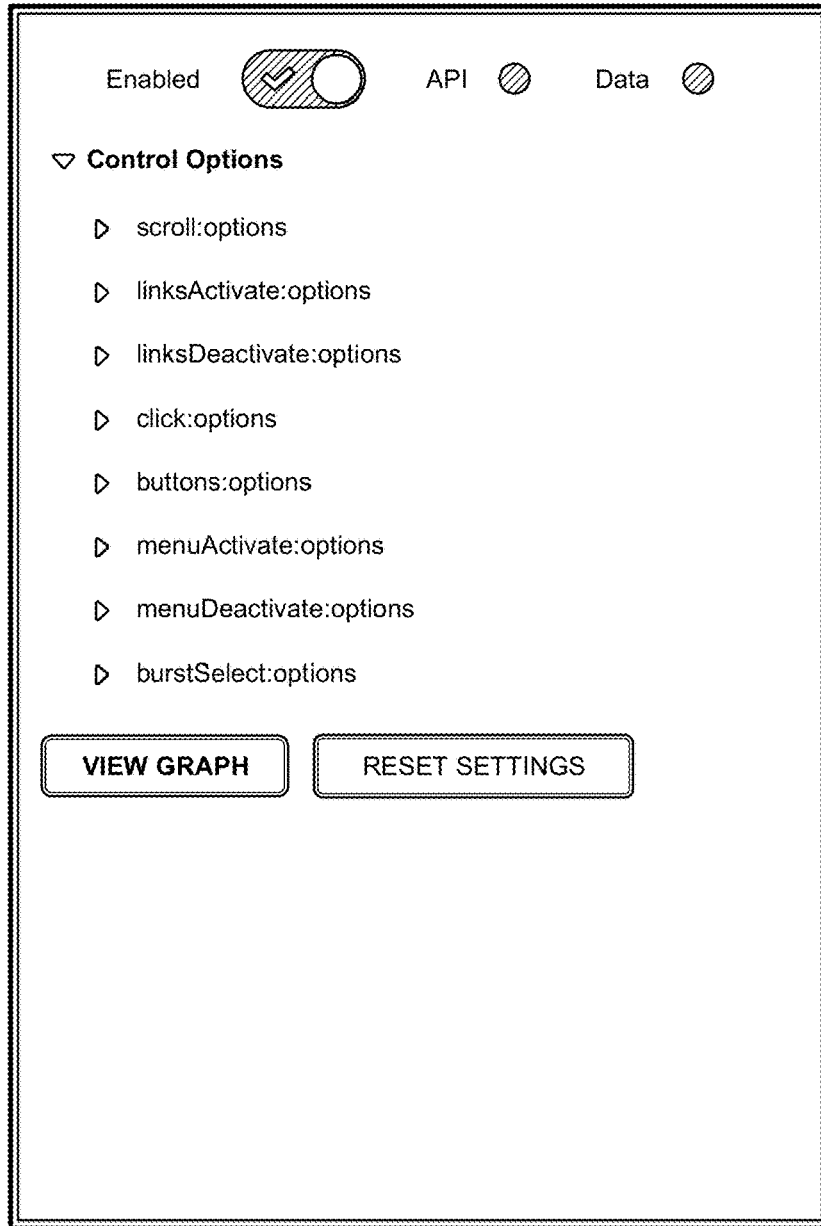 Enabled API Data
Control Options
scroll:options
linksActivate:options
linksDeactivate:options
click:options
buttons:options
menuActivate:options
menuDeactivate:options
burstSelect:options
VIEW GRAPH RESET SETTINGS